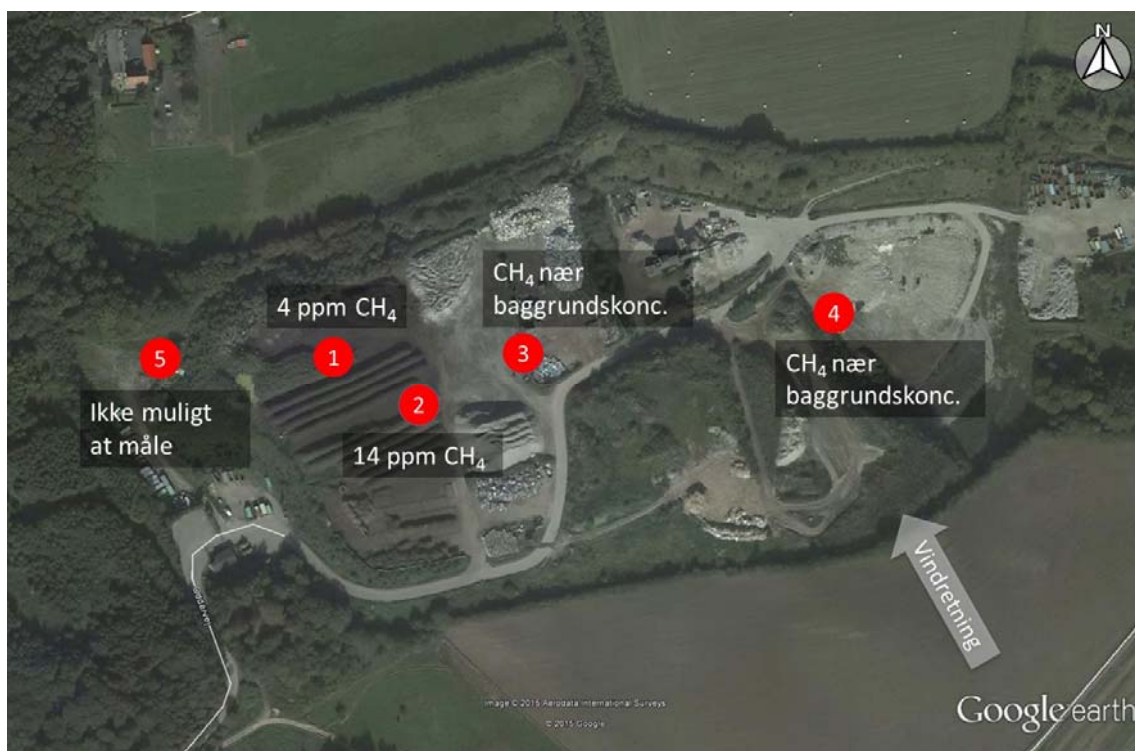 N
CH₄ nær
baggrundskonc.
4 ppm CH₄
5
1
3
4
Ikke muligt
at måle
2
14 ppm CH₄
CH₄ nær
baggrundskonc.
Vindretning
Image © 2015 Aerodata International Surveys
© 2015 Google
Google earth